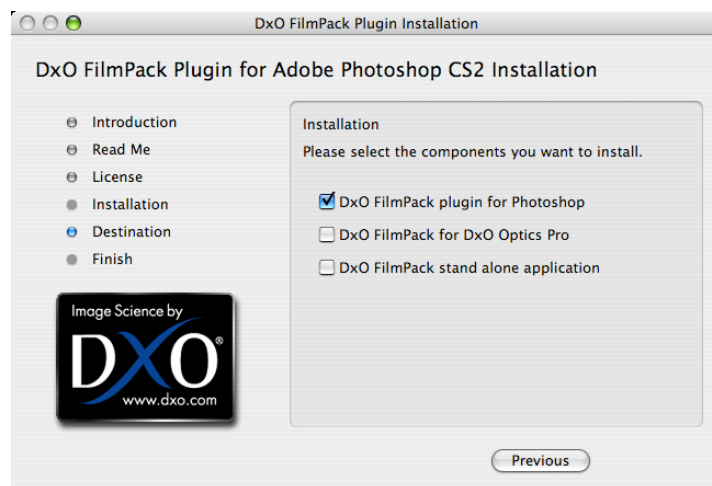 DxO FilmPack Plugin Installation
DxO FilmPack Plugin for Adobe Photoshop CS2 Installation
Introduction
Read Me
License
Installation
Destination
Finish
Image Science by
DXO®
www.dxo.com
Installation
Please select the components you want to install.
DxO FilmPack plugin for Photoshop
DxO FilmPack for DxO Optics Pro
DxO FilmPack stand alone application
Previous